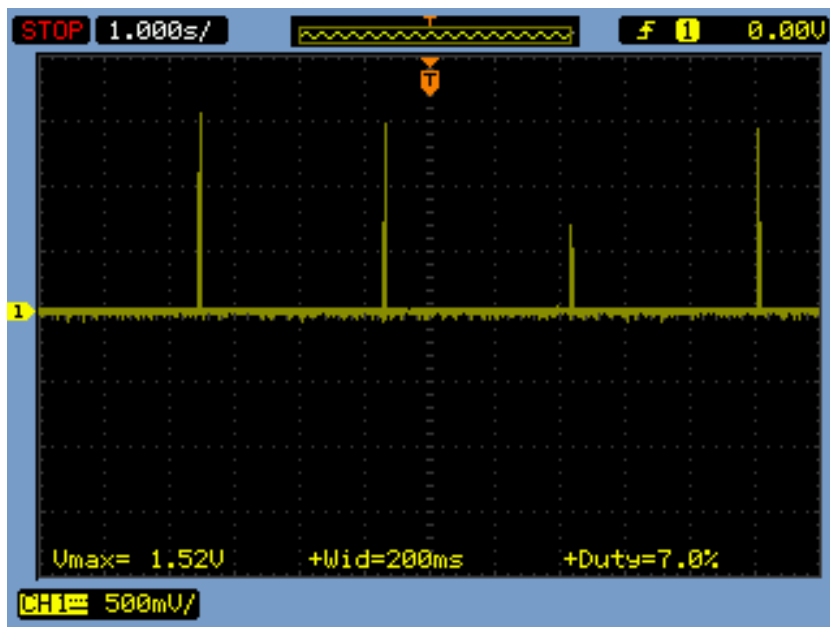 STOP 1.000s/ T 1 0.00V
T
1
Vmax= 1.52V +Wid=200ms +Duty=7.0%
CH1 500mV/